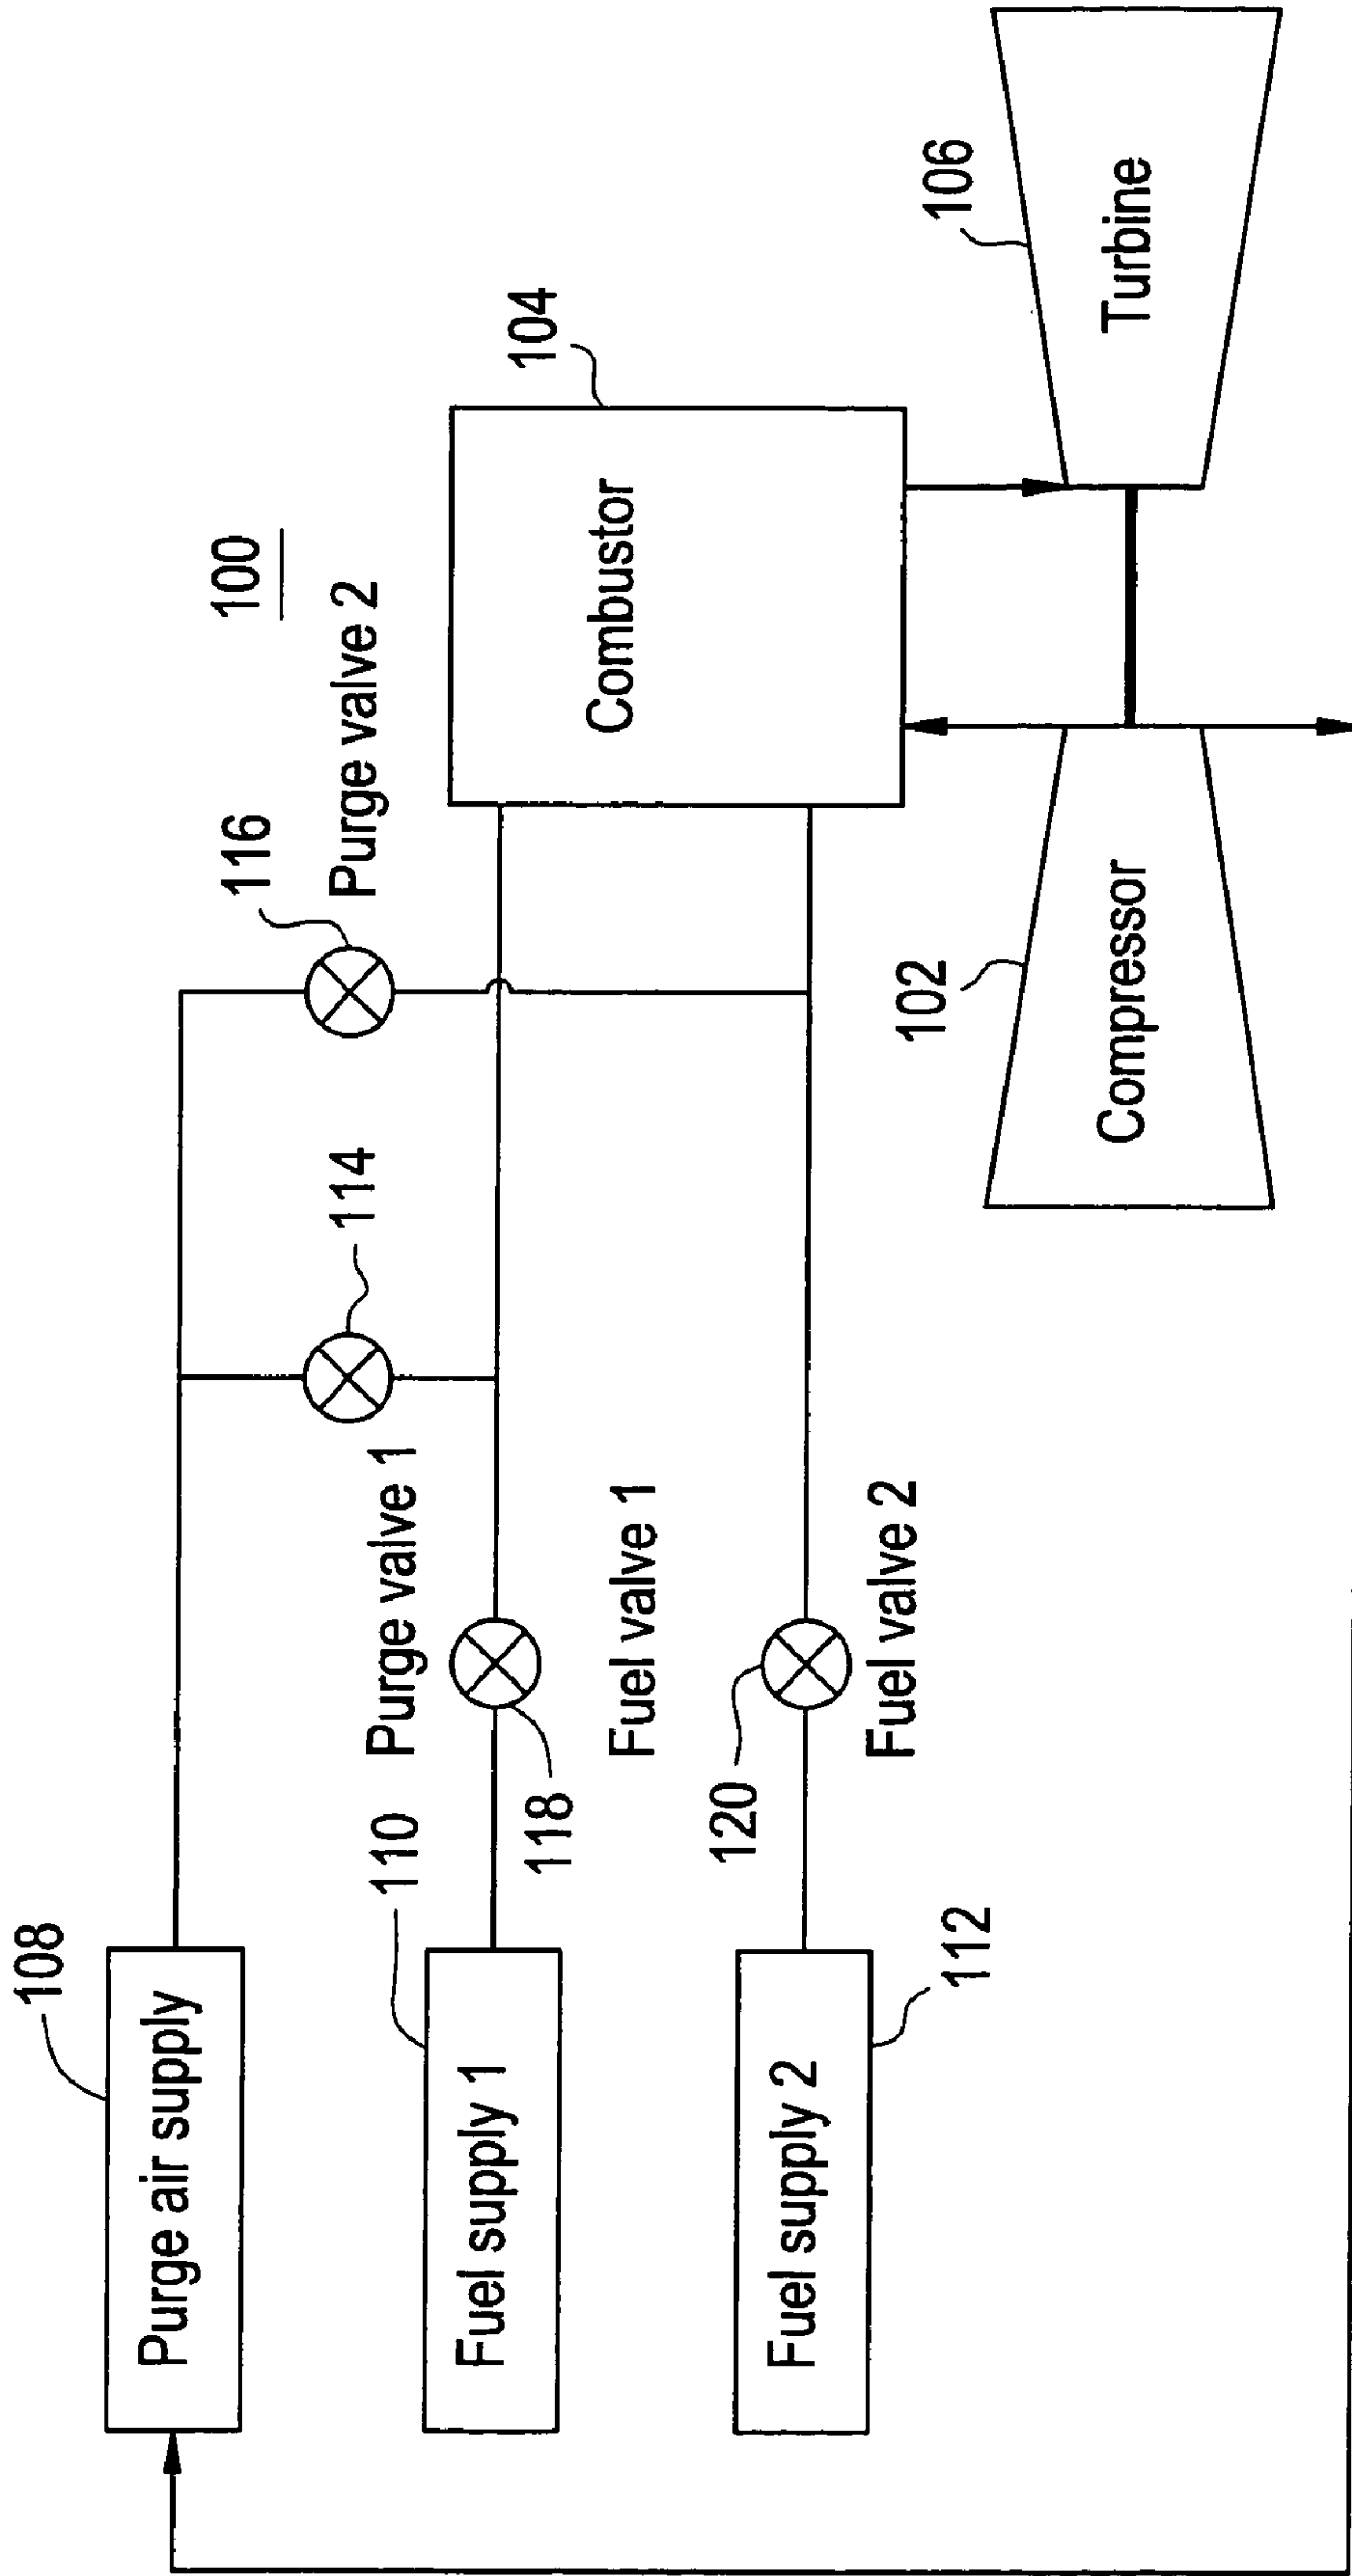 100
108
Purge air supply
116
Purge valve 2
114
Purge valve 1
110
Fuel supply 1
118
Fuel valve 1
104
Combustor
120
Fuel valve 2
Fuel supply 2
112
102
Compressor
106
Turbine